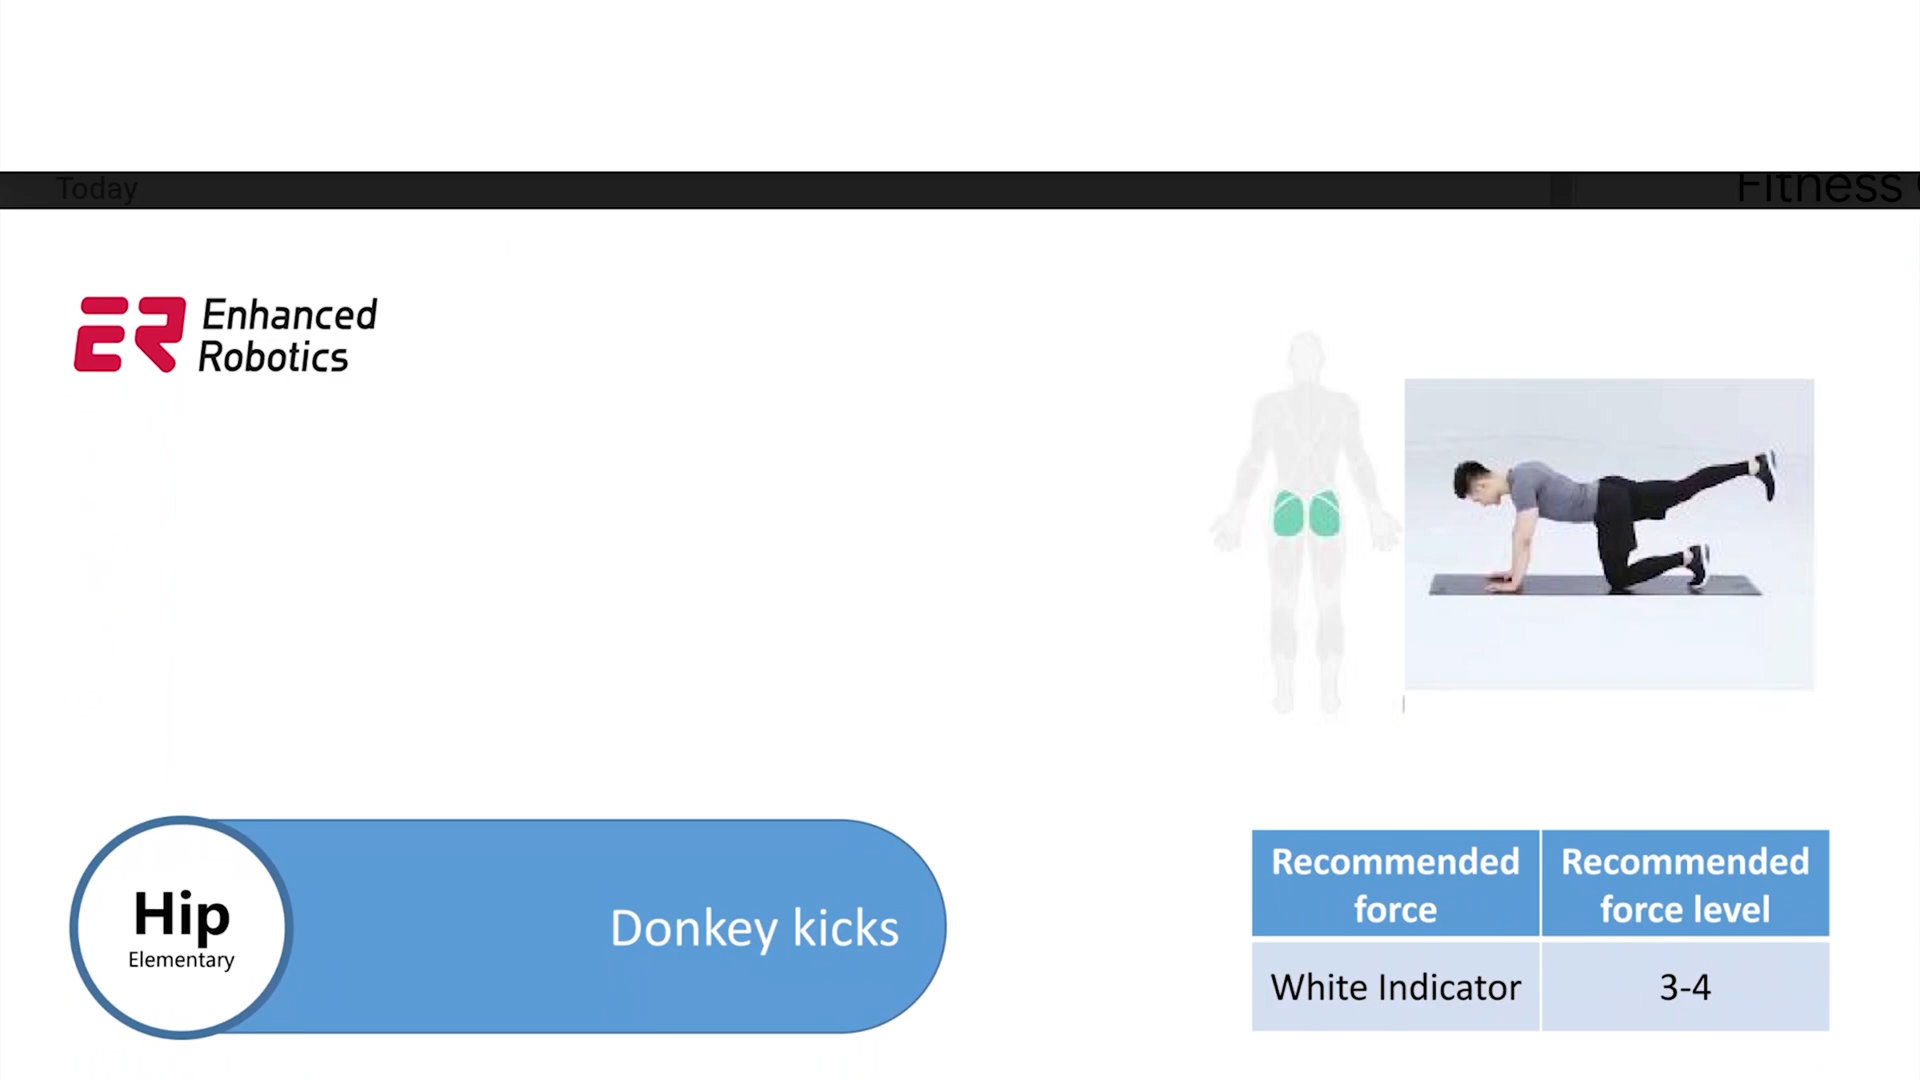 Today
Fitness
Enhanced
Robotics
Hip
Elementary
Donkey kicks
Recommended
force
Recommended
force level
White Indicator
3-4